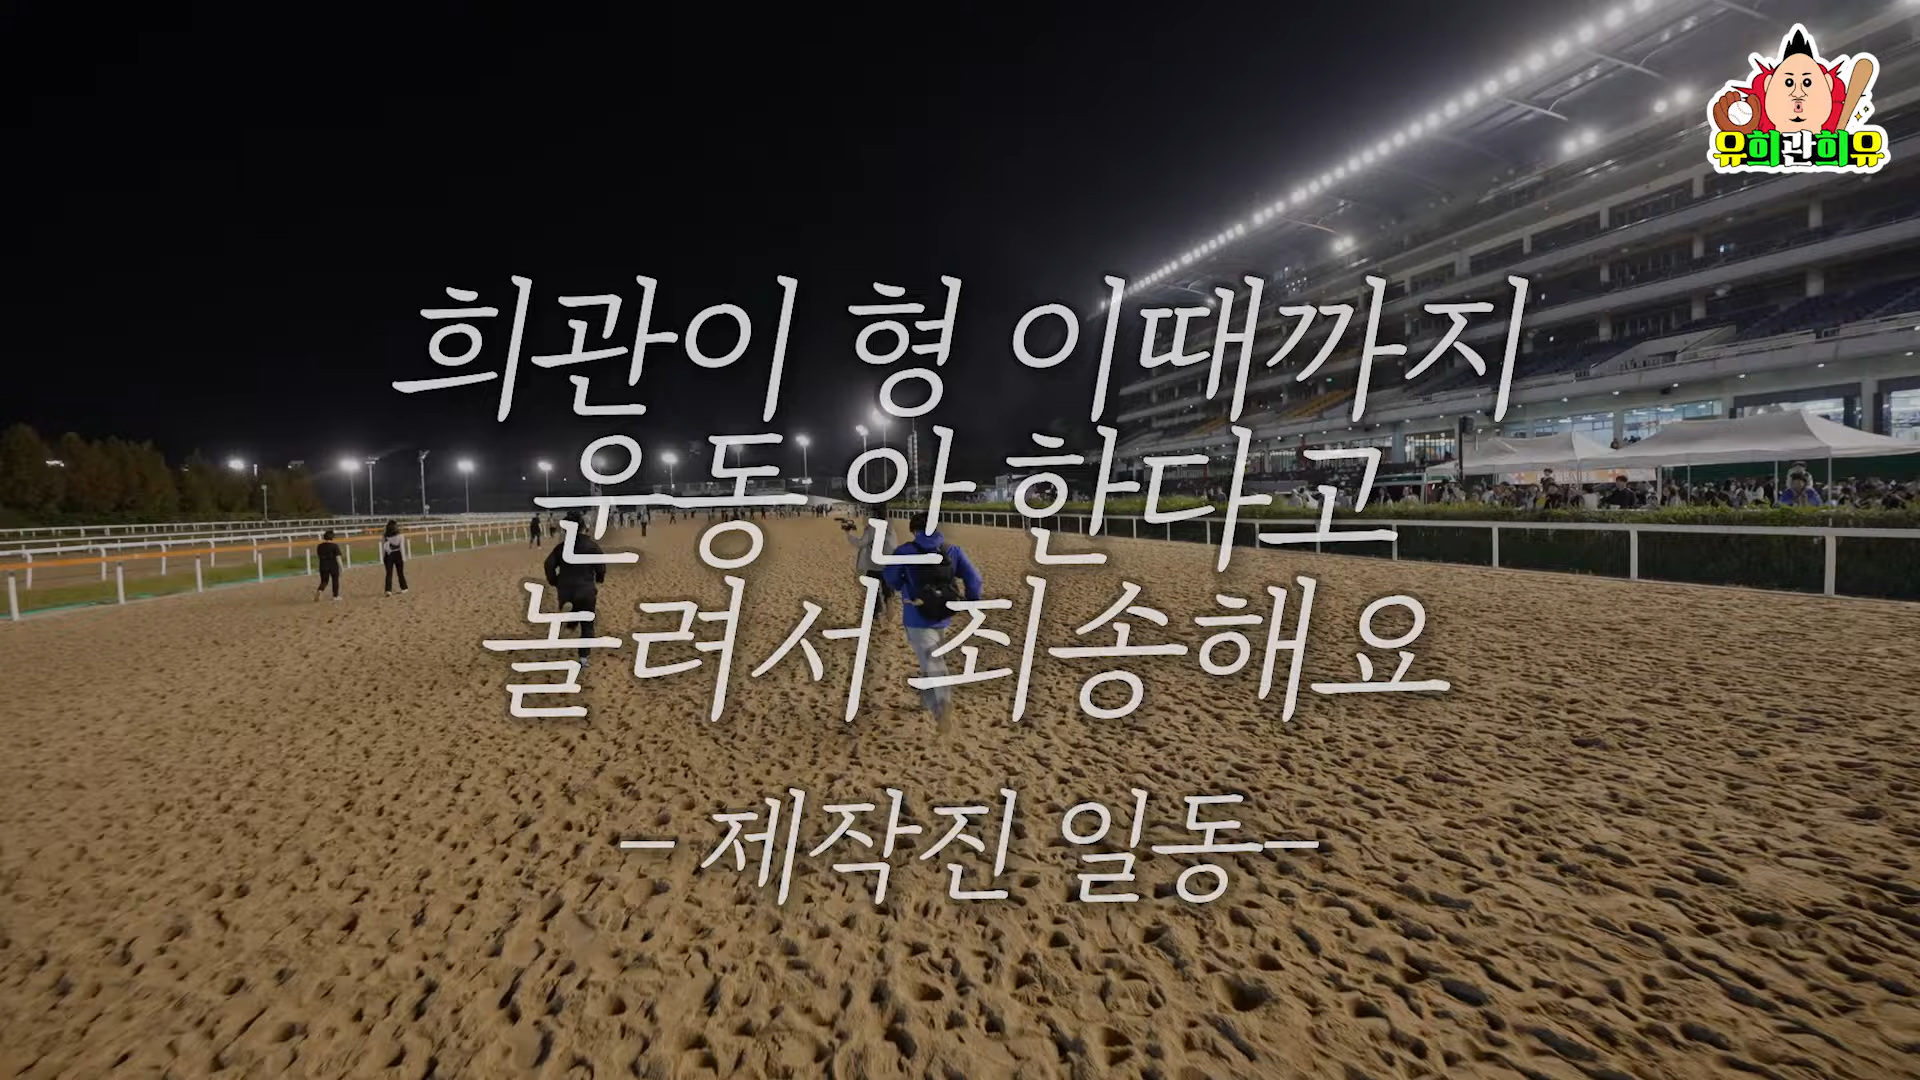 유희관희유
희관이 형 이때까지
운동 안 한다고
놀려서 죄송해요
- 제작진 일동-